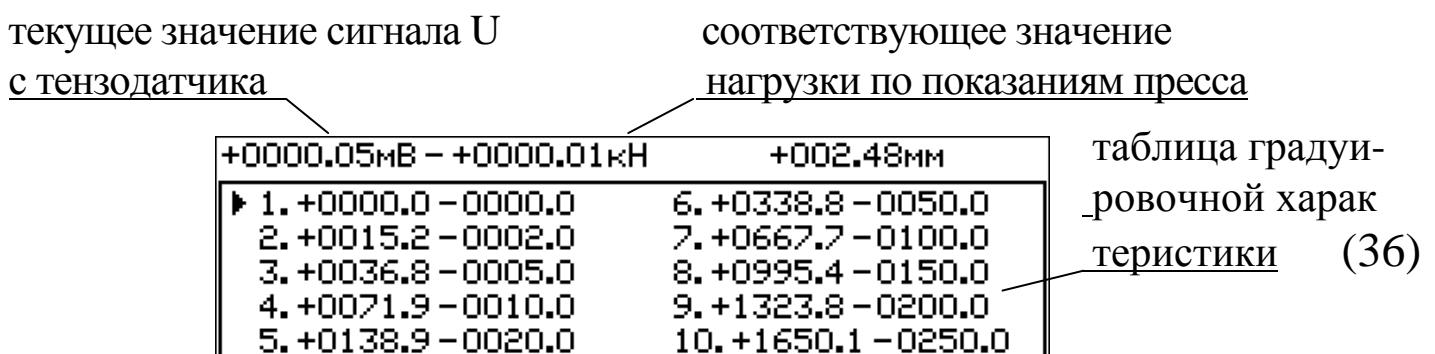 текущее значение сигнала U
с тензодатчика
соответствующее значение
нагрузки по показаниям пресса
+0000.05мВ – +0000.01кН +002.48мм
1. +0000.0 –0000.0
2. +0015.2 –0002.0
3. +0036.8 –0005.0
4. +0071.9 –0010.0
5. +0138.9 –0020.0
6. +0338.8 –0050.0
7. +0667.7 –0100.0
8. +0995.4 –0150.0
9. +1323.8 –0200.0
10. +1650.1 –0250.0
таблица градуи-
ровочной харак
теристики (36)